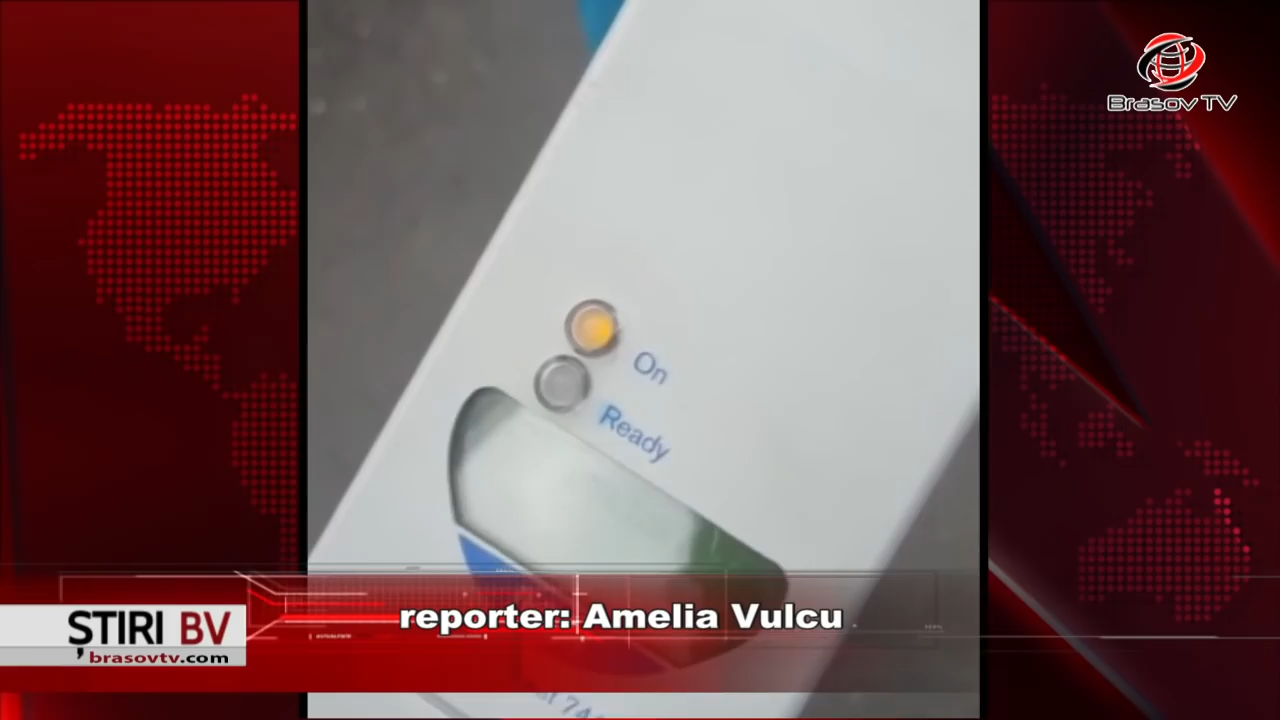 Brasov TV
On
Ready
reporter: Amelia Vulcu
ȘTIRI BV
brasovtv.com